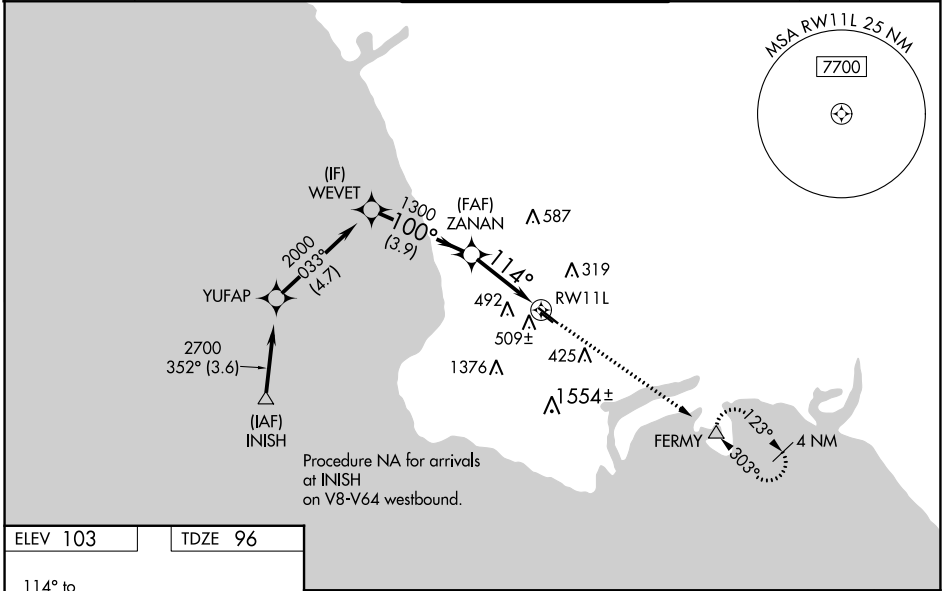 MSA RW11L 25 NM
7700
(IF)
WEVET
1300
100°
(3.9)
(FAF)
ZANAN
587
2000
033°
(4.7)
114°
319
YUFAP
492
RW11L
509±
2700
352° (3.6)
1376
425
1554±
(IAF)
INISH
FERMY
123°
303°
4 NM
Procedure NA for arrivals
at INISH
on V8-V64 westbound.
ELEV 103
TDZE 96
114° to